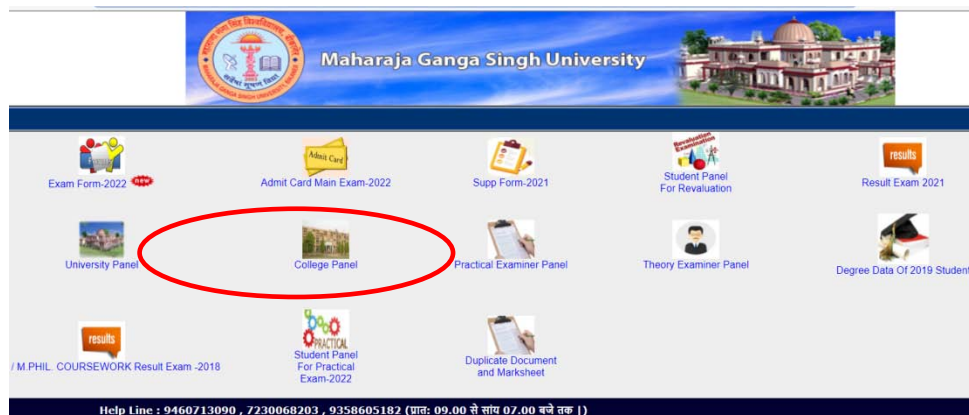 Maharaja Ganga Singh University
Admit Card
results
Exam Form-2022 new
Admit Card Main Exam-2022
Supp Form-2021
Student Panel
For Revaluation
Result Exam 2021
University Panel
College Panel
Practical Examiner Panel
Theory Examiner Panel
Degree Data Of 2019 Student
results
PRACTICAL
/ M.PHIL. COURSEWORK Result Exam -2018
Student Panel
For Practical
Exam-2022
Duplicate Document
and Marksheet
Help Line : 9460713090 , 7230068203 , 9358605182 (प्रात: 09.00 से सांय 07.00 बजे तक |)